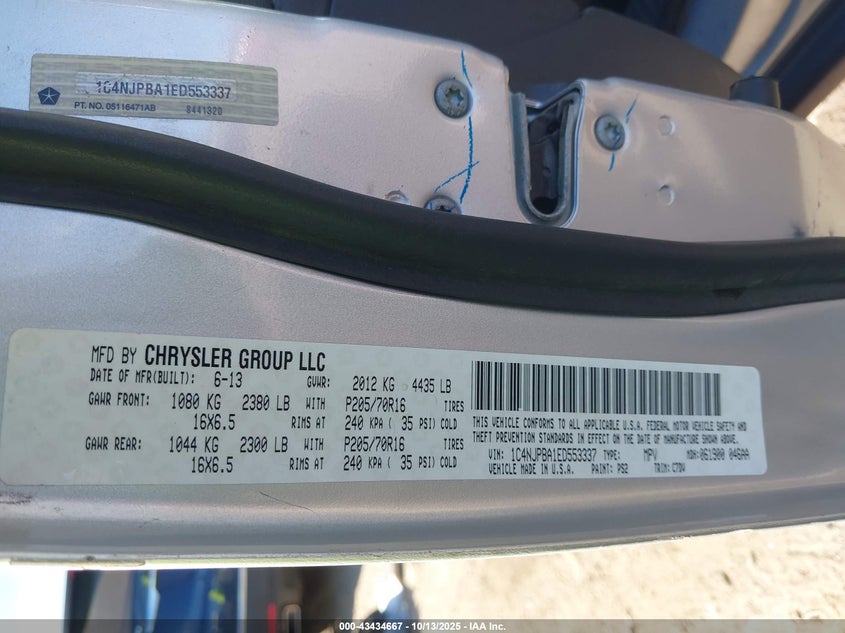 1C4NJPBA1ED553337
PT. NO. 05116471AB 8441320
MFD BY CHRYSLER GROUP LLC
DATE OF MFR(BUILT): 6-13 GVWR: 2012 KG 4435 LB
GAWR FRONT: 1080 KG 2380 LB WITH P205/70R16 TIRES
16X6.5 RIMS AT 240 KPA ( 35 PSI) COLD
GAWR REAR: 1044 KG 2300 LB WITH P205/70R16 TIRES
16X6.5 RIMS AT 240 KPA ( 35 PSI) COLD
THIS VEHICLE CONFORMS TO ALL APPLICABLE U.S.A. FEDERAL MOTOR VEHICLE SAFETY AND
THEFT PREVENTION STANDARDS IN EFFECT ON THE DATE OF MANUFACTURE SHOWN ABOVE.
VIN: 1C4NJPBA1ED553337 TYPE: MPV MDH: 061900 046AA
VEHICLE MADE IN U.S.A. PAINT: PS2 TRIM: C7DV
000-43434667 - 10/13/2025 - IAA Inc.